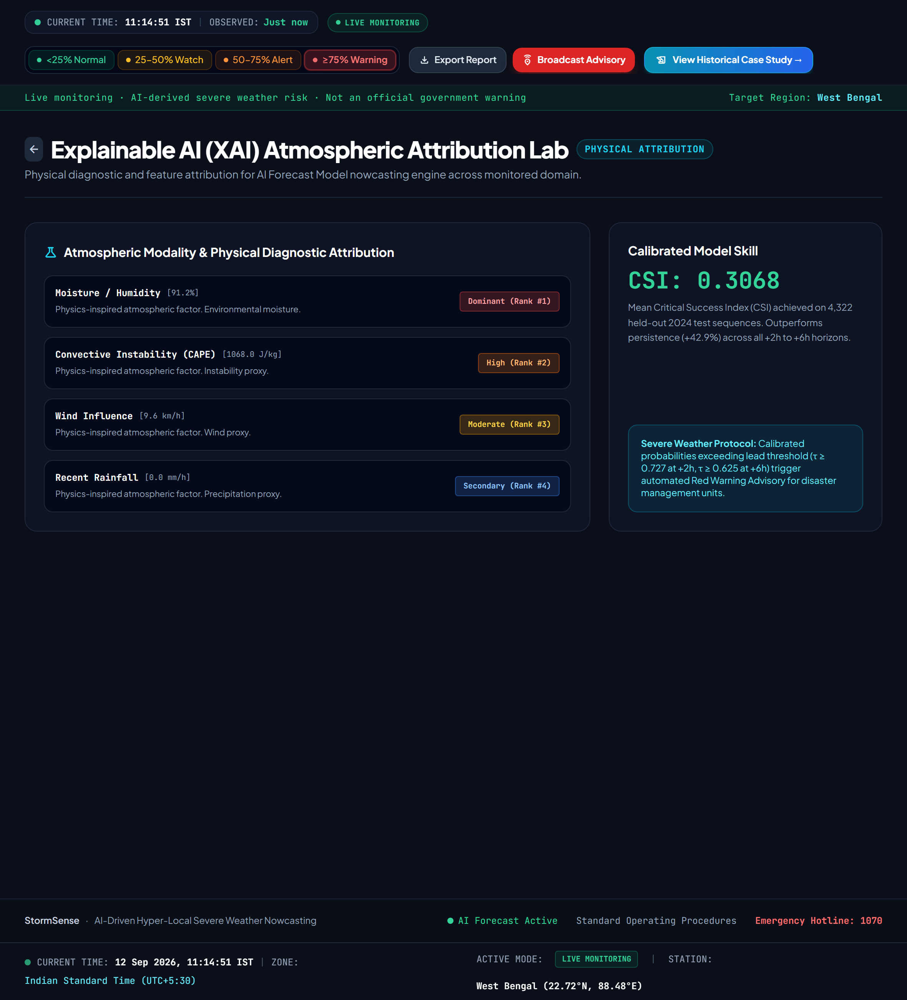 CURRENT TIME: 11:14:51 IST | OBSERVED: Just now
LIVE MONITORING
<25% Normal
25–50% Watch
50–75% Alert
≥75% Warning
Export Report
Broadcast Advisory
View Historical Case Study →
Live monitoring · AI-derived severe weather risk · Not an official government warning
Target Region: West Bengal
Explainable AI (XAI) Atmospheric Attribution Lab
PHYSICAL ATTRIBUTION
Physical diagnostic and feature attribution for AI Forecast Model nowcasting engine across monitored domain.
Atmospheric Modality & Physical Diagnostic Attribution
Moisture / Humidity [91.2%]
Physics-inspired atmospheric factor. Environmental moisture.
Dominant (Rank #1)
Convective Instability (CAPE) [1068.0 J/kg]
Physics-inspired atmospheric factor. Instability proxy.
High (Rank #2)
Wind Influence [9.6 km/h]
Physics-inspired atmospheric factor. Wind proxy.
Moderate (Rank #3)
Recent Rainfall [0.0 mm/h]
Physics-inspired atmospheric factor. Precipitation proxy.
Secondary (Rank #4)
Calibrated Model Skill
CSI: 0.3068
Mean Critical Success Index (CSI) achieved on 4,322
held-out 2024 test sequences. Outperforms
persistence (+42.9%) across all +2h to +6h horizons.
Severe Weather Protocol: Calibrated
probabilities exceeding lead threshold (τ ≥
0.727 at +2h, τ ≥ 0.625 at +6h) trigger
automated Red Warning Advisory for disaster
management units.
StormSense · AI-Driven Hyper-Local Severe Weather Nowcasting
AI Forecast Active
Standard Operating Procedures
Emergency Hotline: 1070
CURRENT TIME: 12 Sep 2026, 11:14:51 IST | ZONE:
Indian Standard Time (UTC+5:30)
ACTIVE MODE: LIVE MONITORING | STATION:
West Bengal (22.72°N, 88.48°E)